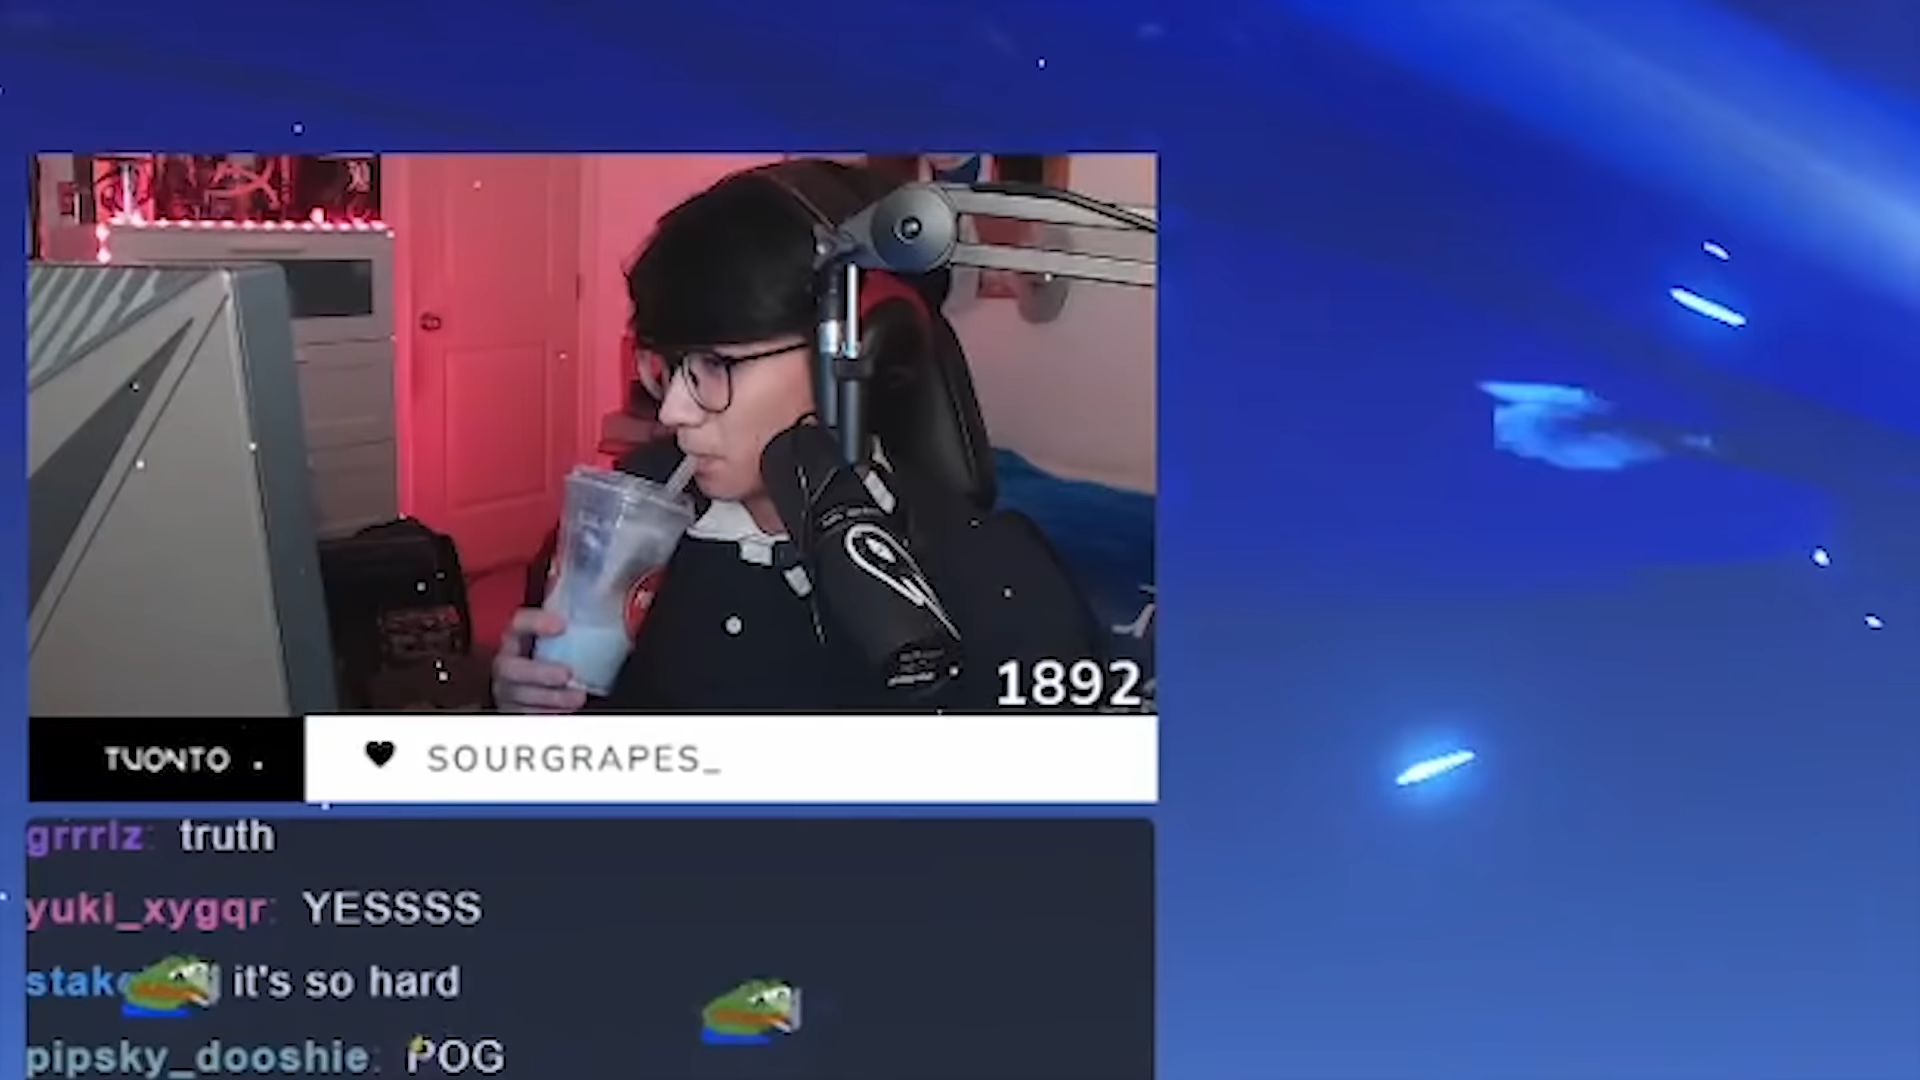 1892
TUONTO .
♥ SOURGRAPES_
grrrlz: truth
yuki_xygqr: YESSSS
it's so hard
pipsky_dooshie: POG